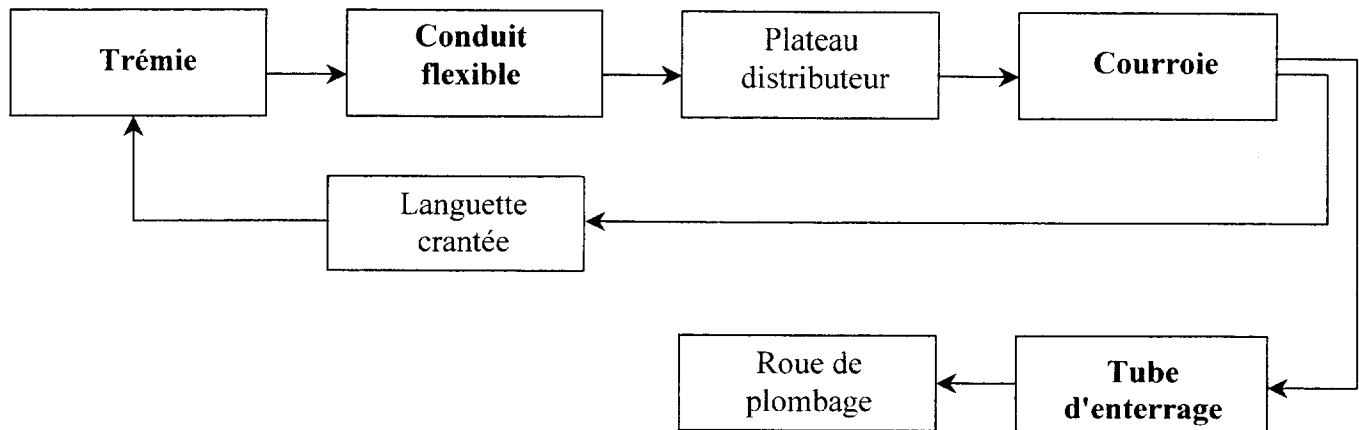 Trémie
Conduit
flexible
Plateau
distributeur
Courroie
Languette
crantée
Roue de
plombage
Tube
d'enterrage